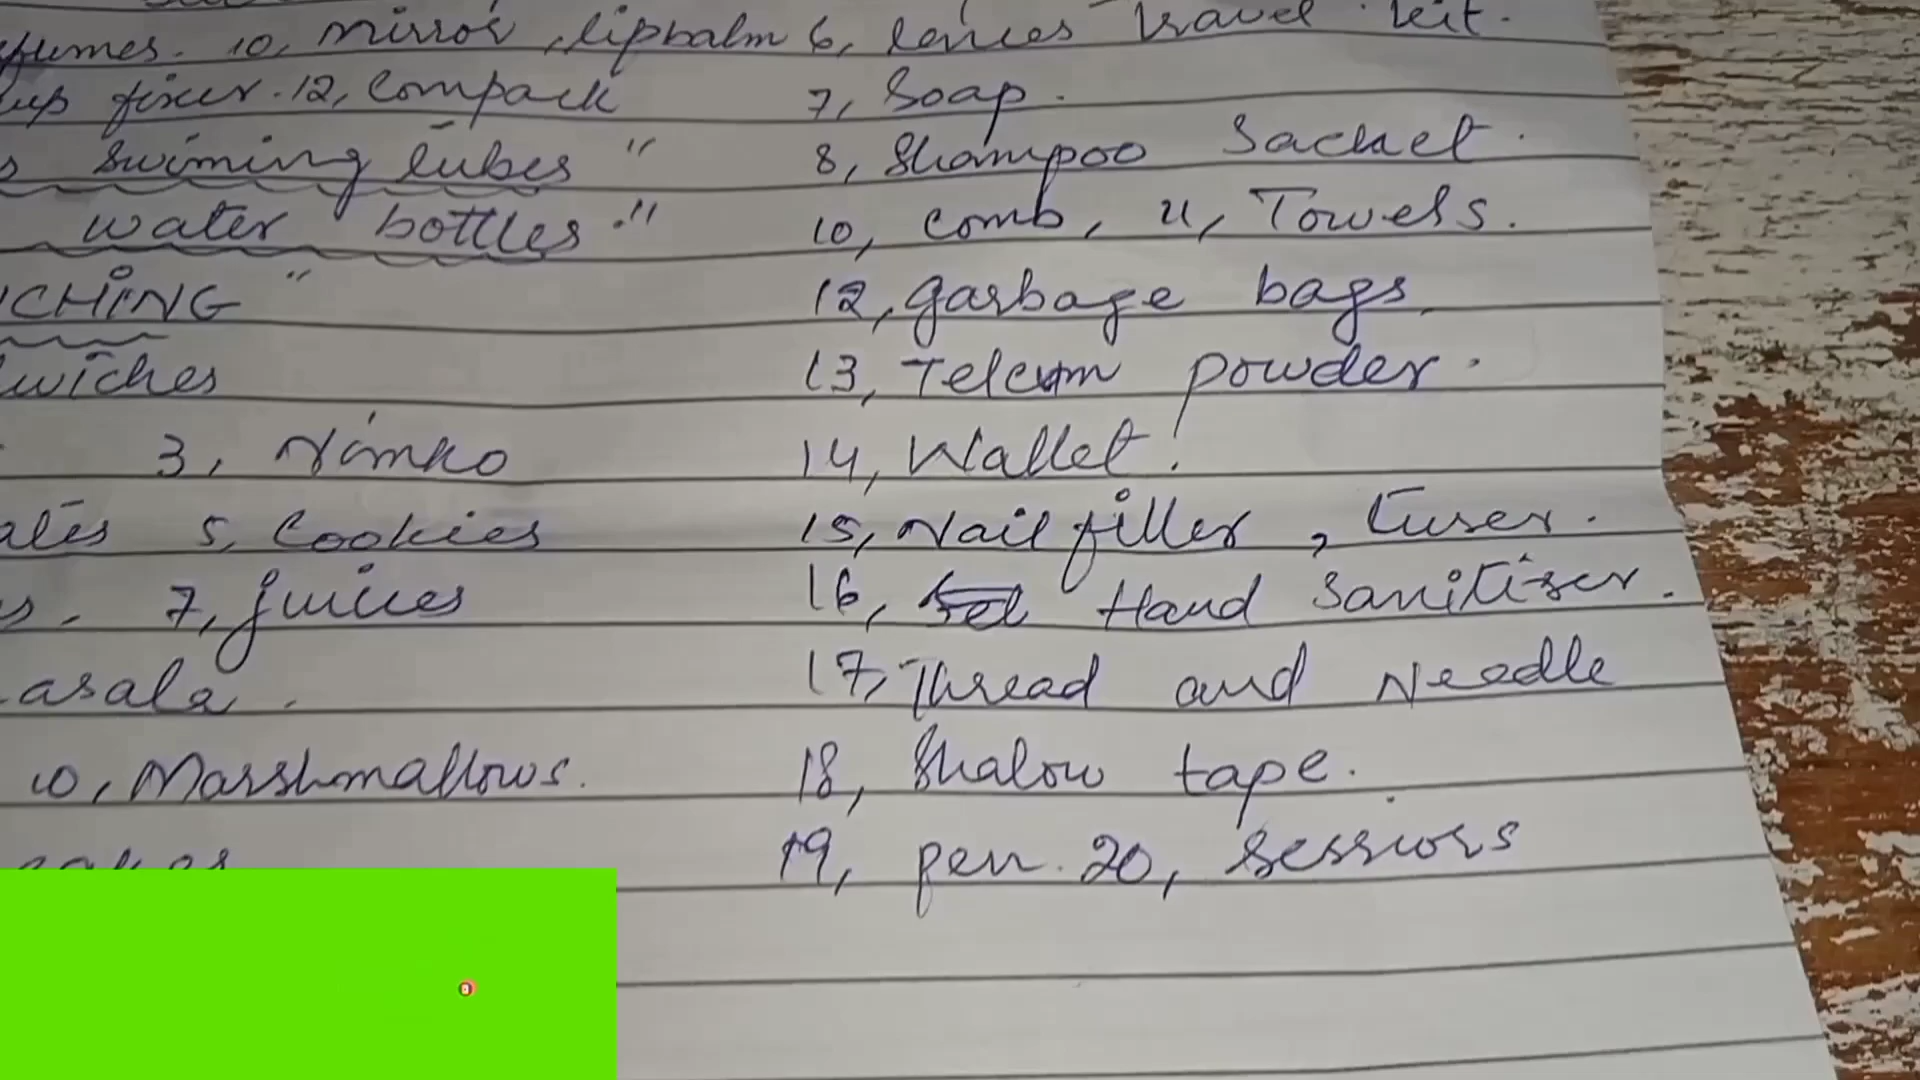 fumes. 10, mirror, lipbalm
up fixer. 12, Compack
swiming tubes "
water bottles."
CHING "
wiches
3, Nimko
ates 5, Cookies
s. 7, juices
asala.
10, Marshmallows.
6, lences travel kit.
7, Soap.
8, Shampoo Sachet.
10, comb, 11, Towels.
12, garbage bags
13, Telcum powder.
14, Wallet.
15, Nail filler,
16, Hand Sanitiser.
17, Thread and Needle
18, Shalow tape.
19, pen. 20, sessiors